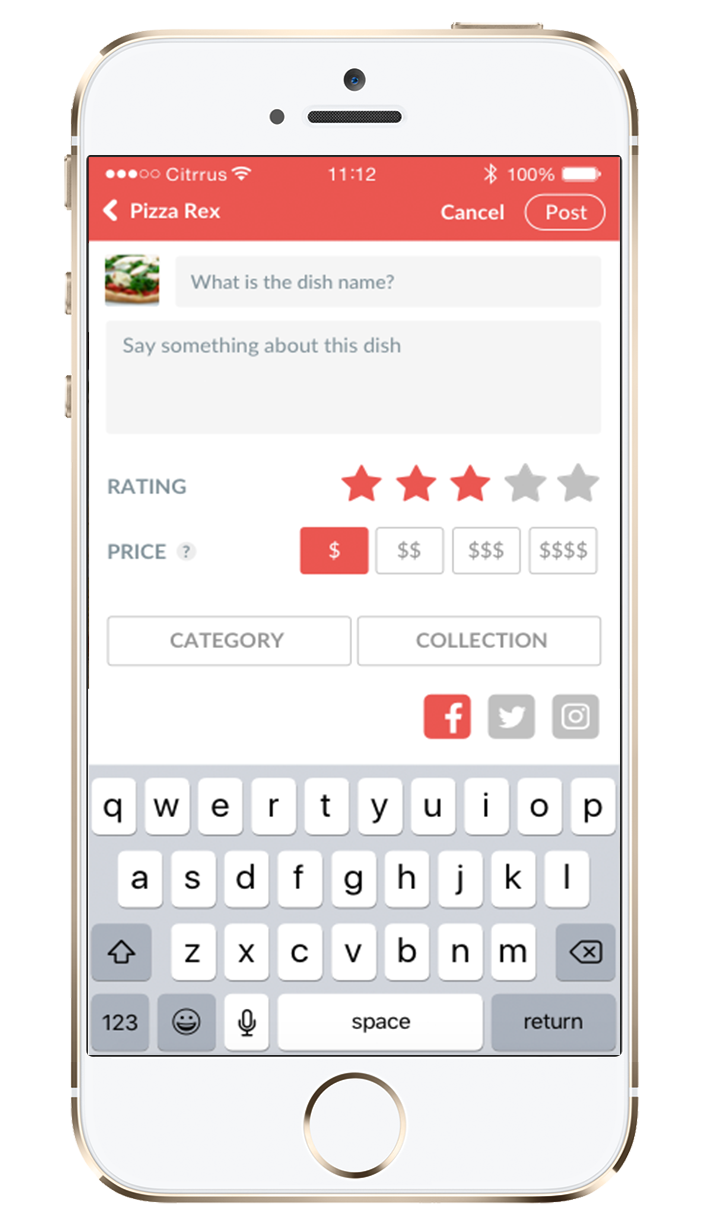 Citrrus 11:12 100%
Pizza Rex Cancel Post
What is the dish name?
Say something about this dish
RATING
PRICE ? $ $$ $$$ $$$$
CATEGORY COLLECTION
q w e r t y u i o p
a s d f g h j k l
z x c v b n m
123 space return